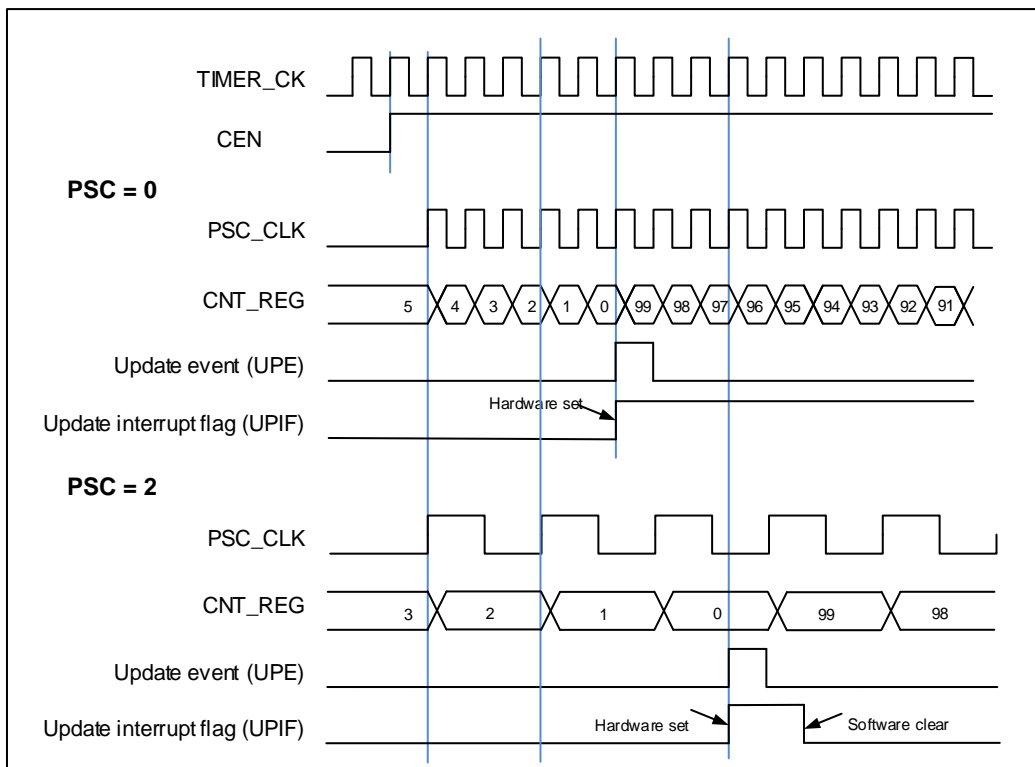 TIMER_CK
CEN
PSC = 0
PSC_CLK
CNT_REG 5 4 3 2 1 0 99 98 97 96 95 94 93 92 91
Update event (UPE)
Hardware set
Update interrupt flag (UPIF)
PSC = 2
PSC_CLK
CNT_REG 3 2 1 0 99 98
Update event (UPE)
Update interrupt flag (UPIF) Hardware set Software clear